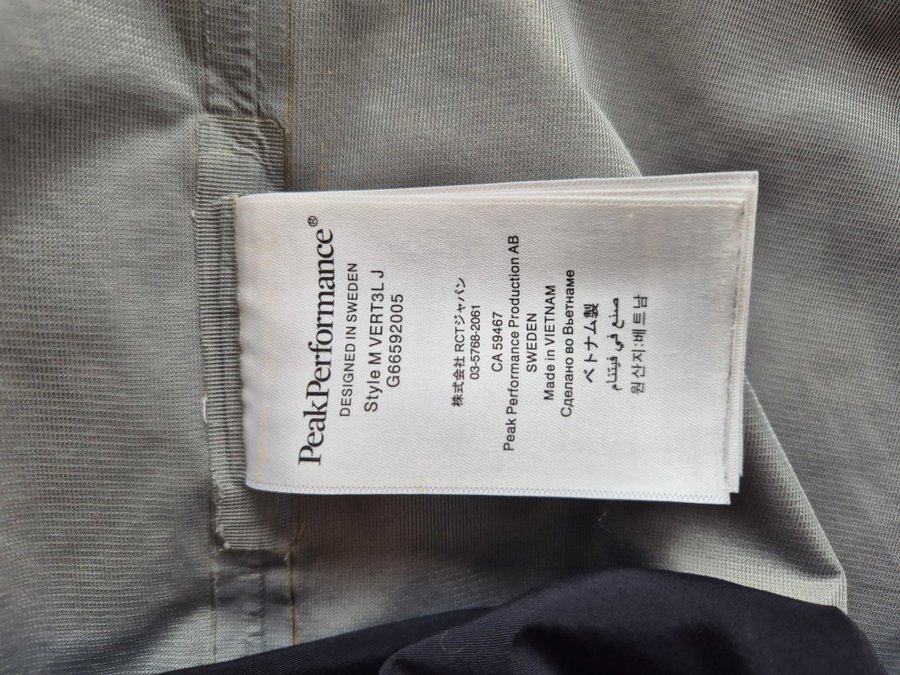 PeakPerformance®
DESIGNED IN SWEDEN
Style M VERT3L J
G66592005
株式会社 RCTジャパン
03-5768-2061
CA 59467
Peak Performance Production AB
SWEDEN
Made in VIETNAM
Сделано во Вьетнаме
ベトナム製
صنع في فيتنام
원산지:베트남